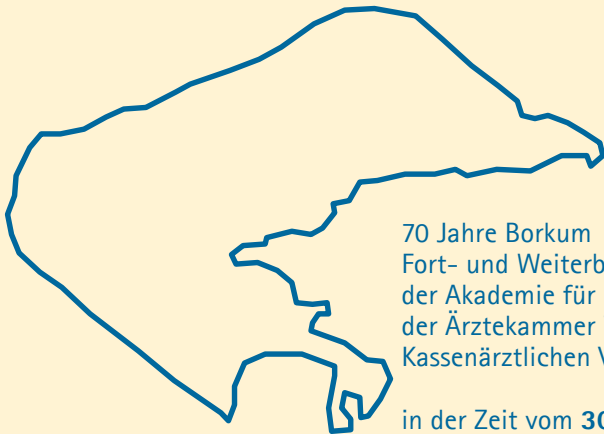 70 Jahre Borkum
Fort- und Weiterb
der Akademie für
der Ärztekammer
Kassenärztlichen V
in der Zeit vom 30